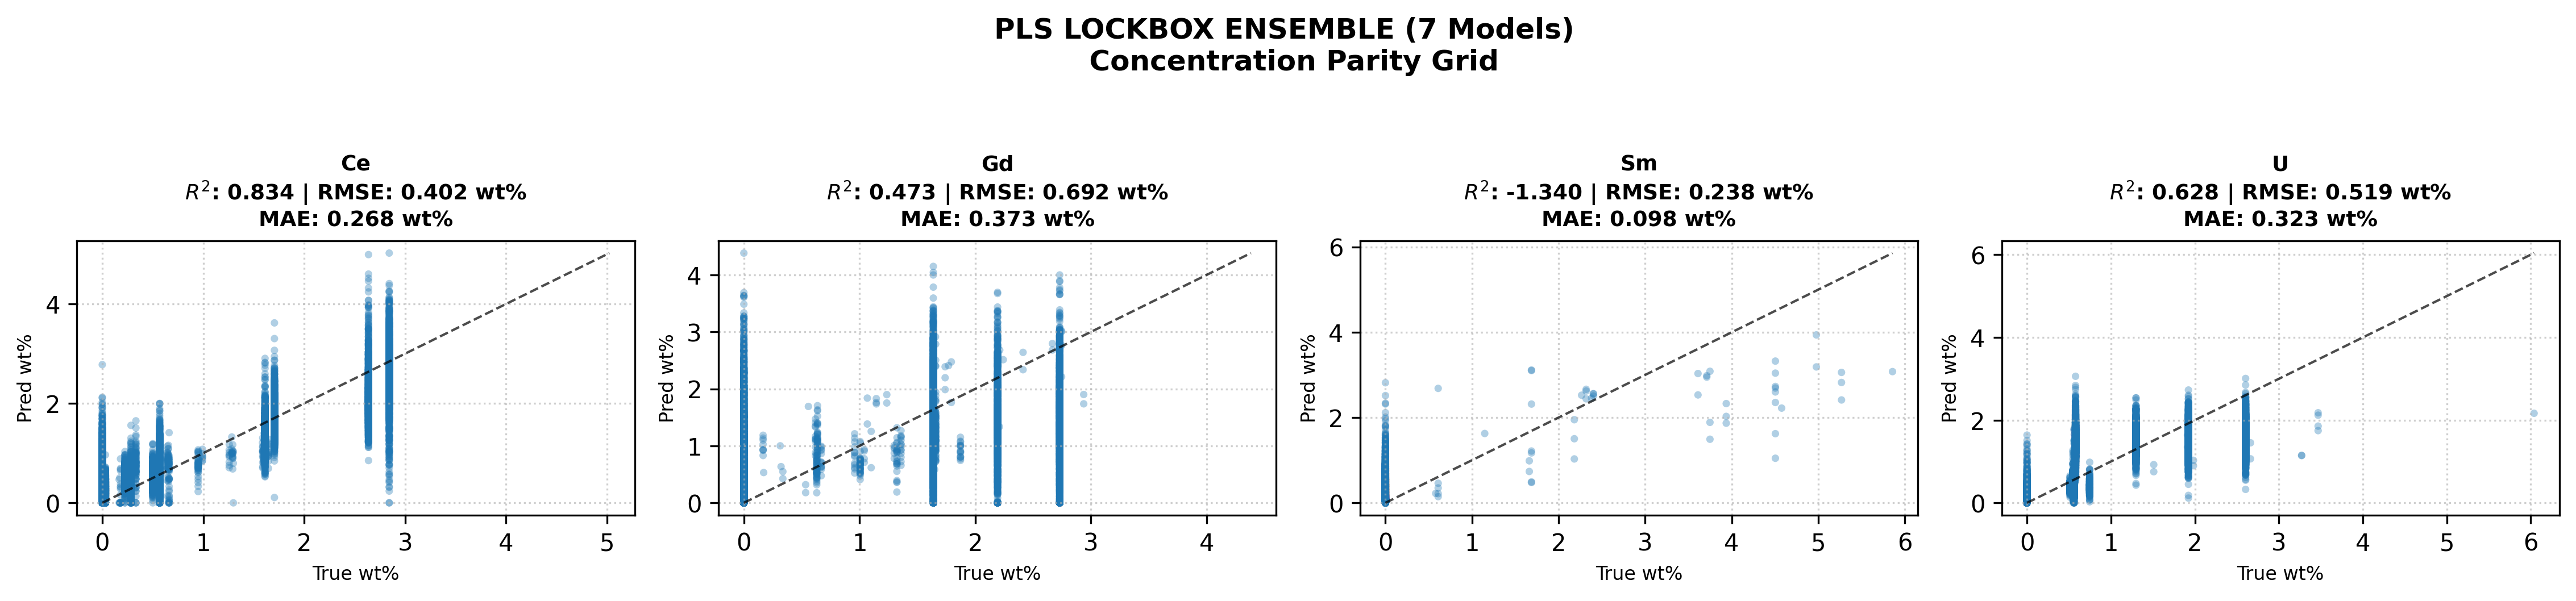 PLS LOCKBOX ENSEMBLE (7 Models)
Concentration Parity Grid
Ce
R²: 0.834 | RMSE: 0.402 wt%
MAE: 0.268 wt%
Pred wt%
4
2
0
0 1 2 3 4 5
True wt%
Gd
R²: 0.473 | RMSE: 0.692 wt%
MAE: 0.373 wt%
Pred wt%
4
3
2
1
0
0 1 2 3 4
True wt%
Sm
R²: -1.340 | RMSE: 0.238 wt%
MAE: 0.098 wt%
Pred wt%
6
4
2
0
0 1 2 3 4 5 6
True wt%
U
R²: 0.628 | RMSE: 0.519 wt%
MAE: 0.323 wt%
Pred wt%
6
4
2
0
0 1 2 3 4 5 6
True wt%